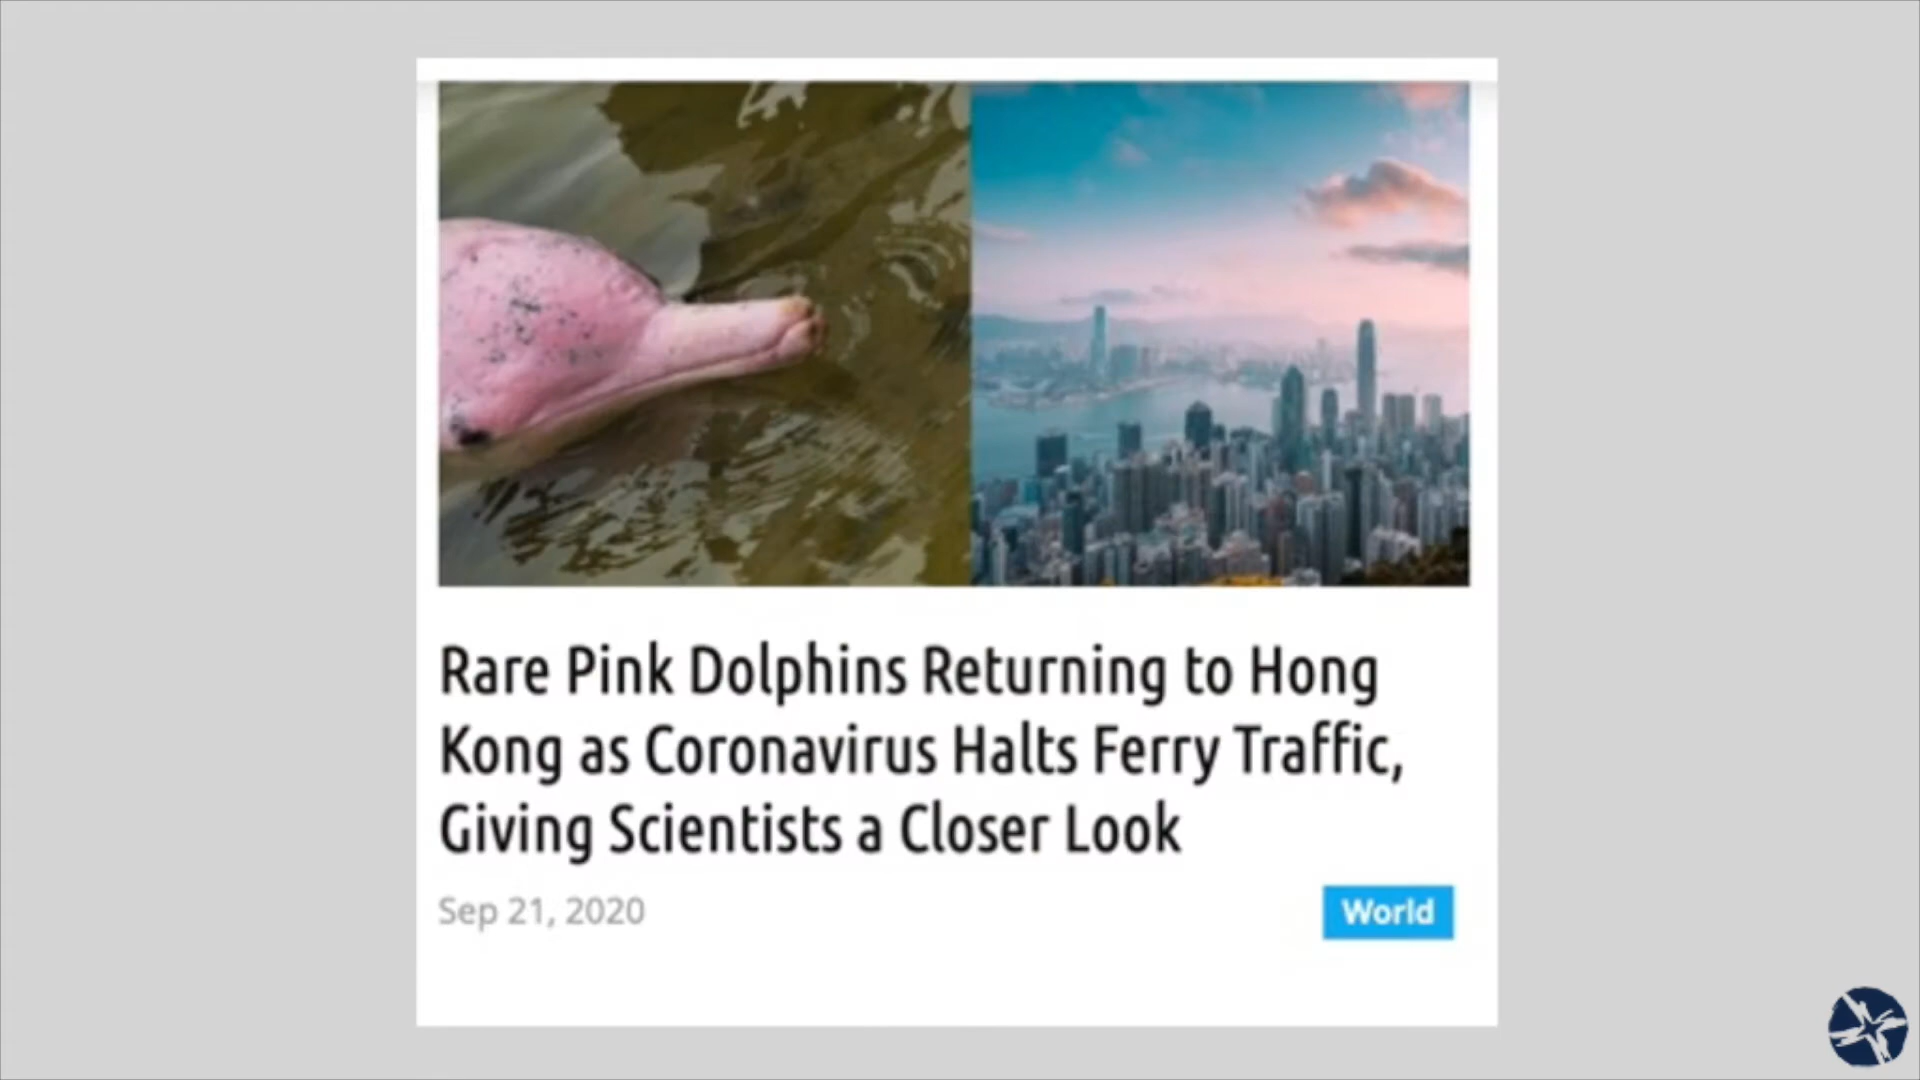 Rare Pink Dolphins Returning to Hong
Kong as Coronavirus Halts Ferry Traffic,
Giving Scientists a Closer Look
Sep 21, 2020
World